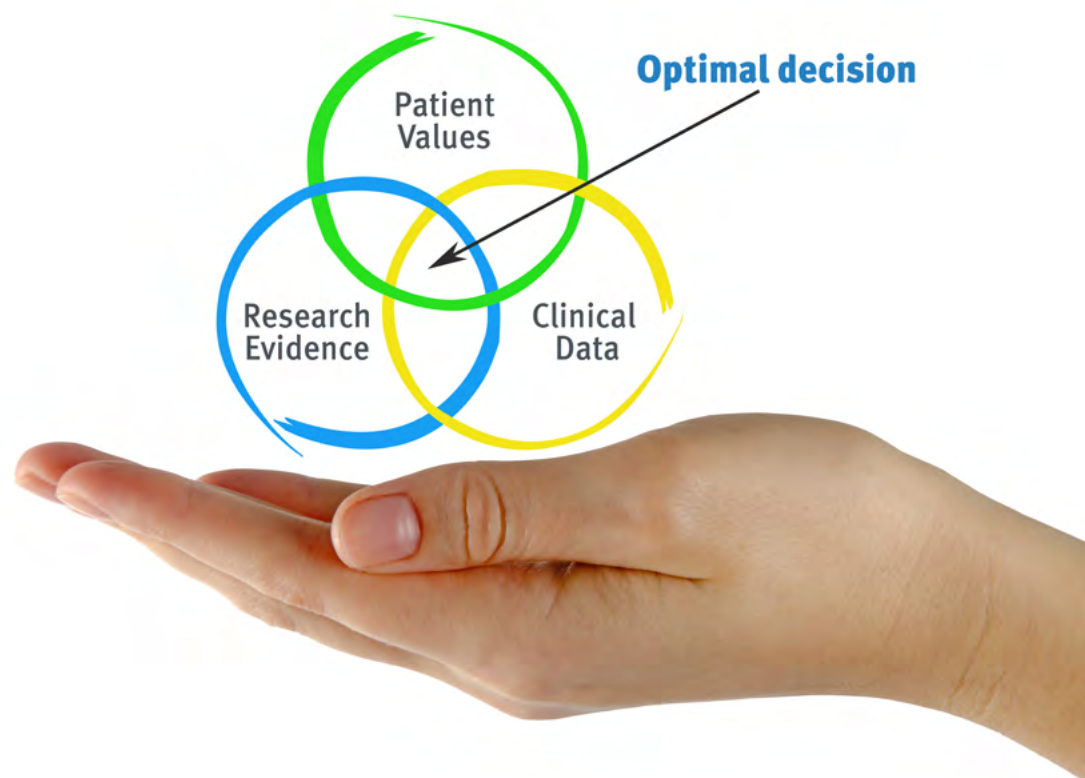 Optimal decision
Patient
Values
Research
Evidence
Clinical
Data